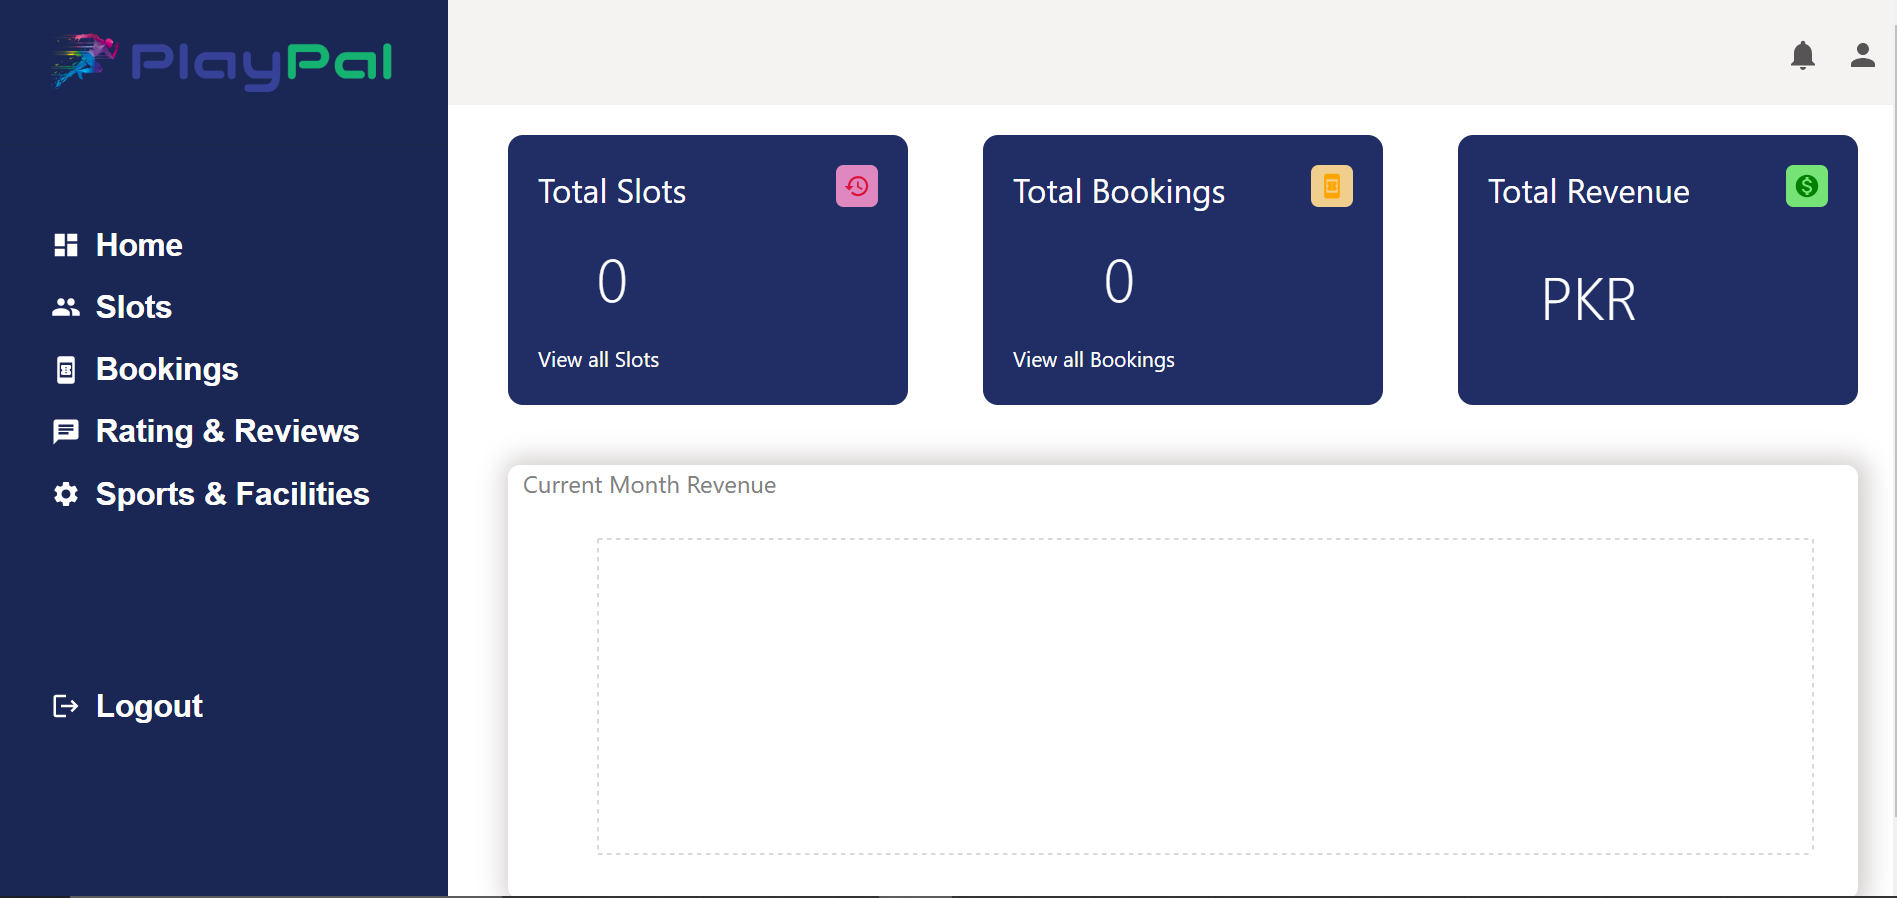 PlayPal
Home
Slots
Bookings
Rating & Reviews
Sports & Facilities
Logout
Total Slots
0
View all Slots
Total Bookings
0
View all Bookings
Total Revenue
PKR
Current Month Revenue